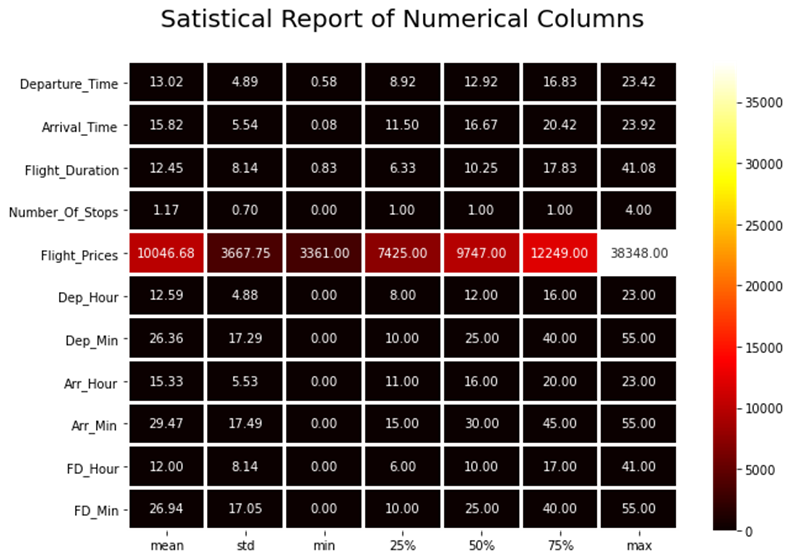 Satistical Report of Numerical Columns
Departure_Time 13.02 4.89 0.58 8.92 12.92 16.83 23.42
Arrival_Time 15.82 5.54 0.08 11.50 16.67 20.42 23.92
Flight_Duration 12.45 8.14 0.83 6.33 10.25 17.83 41.08
Number_Of_Stops 1.17 0.70 0.00 1.00 1.00 1.00 4.00
Flight_Prices 10046.68 3667.75 3361.00 7425.00 9747.00 12249.00 38348.00
Dep_Hour 12.59 4.88 0.00 8.00 12.00 16.00 23.00
Dep_Min 26.36 17.29 0.00 10.00 25.00 40.00 55.00
Arr_Hour 15.33 5.53 0.00 11.00 16.00 20.00 23.00
Arr_Min 29.47 17.49 0.00 15.00 30.00 45.00 55.00
FD_Hour 12.00 8.14 0.00 6.00 10.00 17.00 41.00
FD_Min 26.94 17.05 0.00 10.00 25.00 40.00 55.00
mean std min 25% 50% 75% max
35000
30000
25000
20000
15000
10000
5000
0